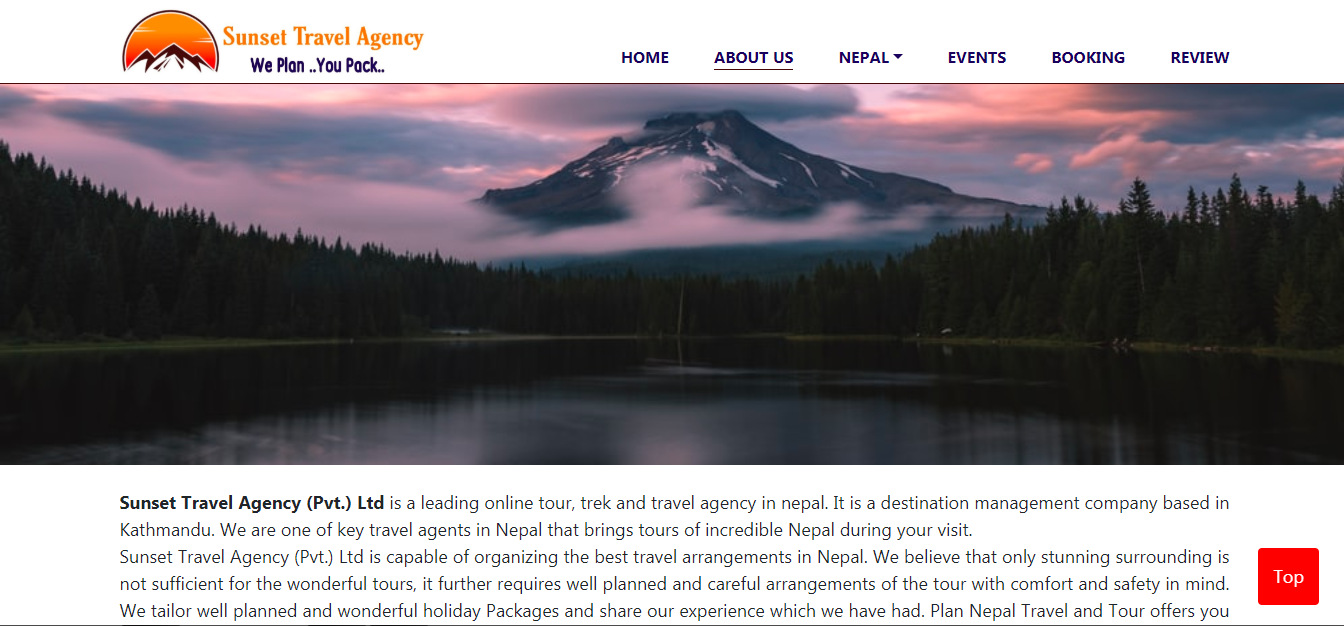 Sunset Travel Agency
We Plan ..You Pack..
HOME ABOUT US NEPAL EVENTS BOOKING REVIEW
Sunset Travel Agency (Pvt.) Ltd is a leading online tour, trek and travel agency in nepal. It is a destination management company based in
Kathmandu. We are one of key travel agents in Nepal that brings tours of incredible Nepal during your visit.
Sunset Travel Agency (Pvt.) Ltd is capable of organizing the best travel arrangements in Nepal. We believe that only stunning surrounding is
not sufficient for the wonderful tours, it further requires well planned and careful arrangements of the tour with comfort and safety in mind.
We tailor well planned and wonderful holiday Packages and share our experience which we have had. Plan Nepal Travel and Tour offers you
Top